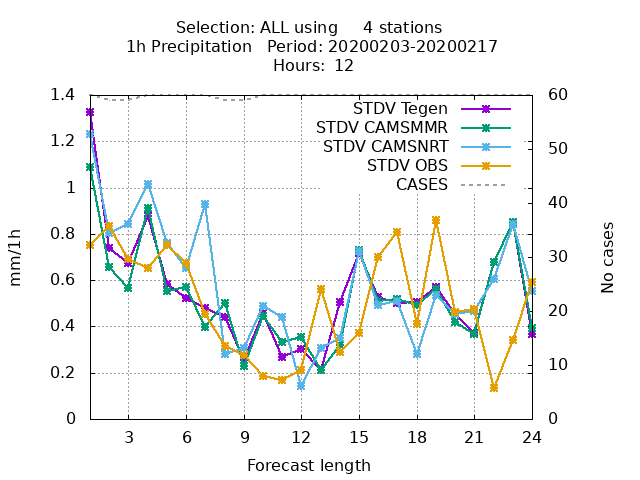 Selection: ALL using     4 stations
1h Precipitation   Period: 20200203-20200217
Hours: 12
1.4
1.2
1
0.8
0.6
0.4
0.2
0
mm/1h
STDV Tegen
STDV CAMSMMR
STDV CAMSNRT
STDV OBS
CASES
60
50
40
30
20
10
0
No cases
3 6 9 12 15 18 21 24
Forecast length